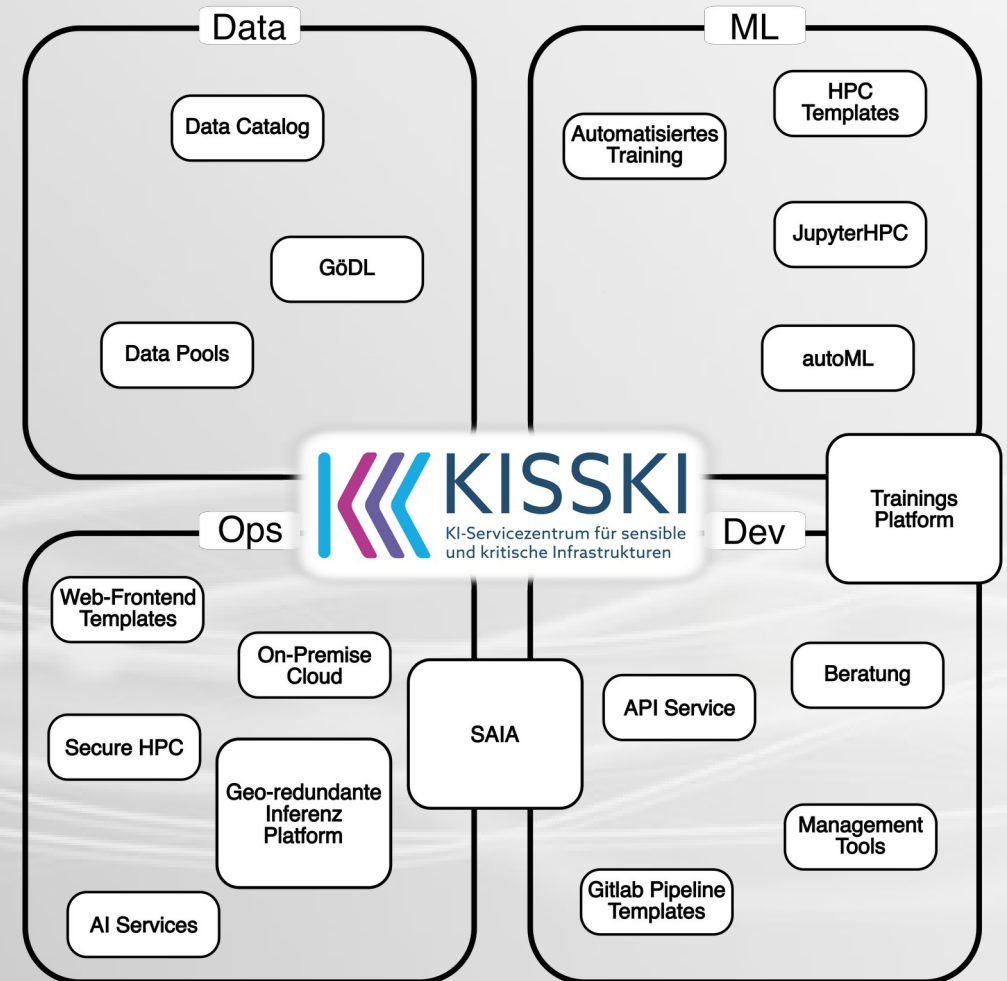 Data
Data Catalog
GöDL
Data Pools
ML
HPC
Templates
Automatisiertes
Training
JupyterHPC
autoML
Trainings
Platform
KISSKI
KI-Servicezentrum für sensible
und kritische Infrastrukturen
Ops
Web-Frontend
Templates
On-Premise
Cloud
Secure HPC
Geo-redundante
Inferenz
Platform
AI Services
SAIA
Dev
Beratung
API Service
Management
Tools
Gitlab Pipeline
Templates